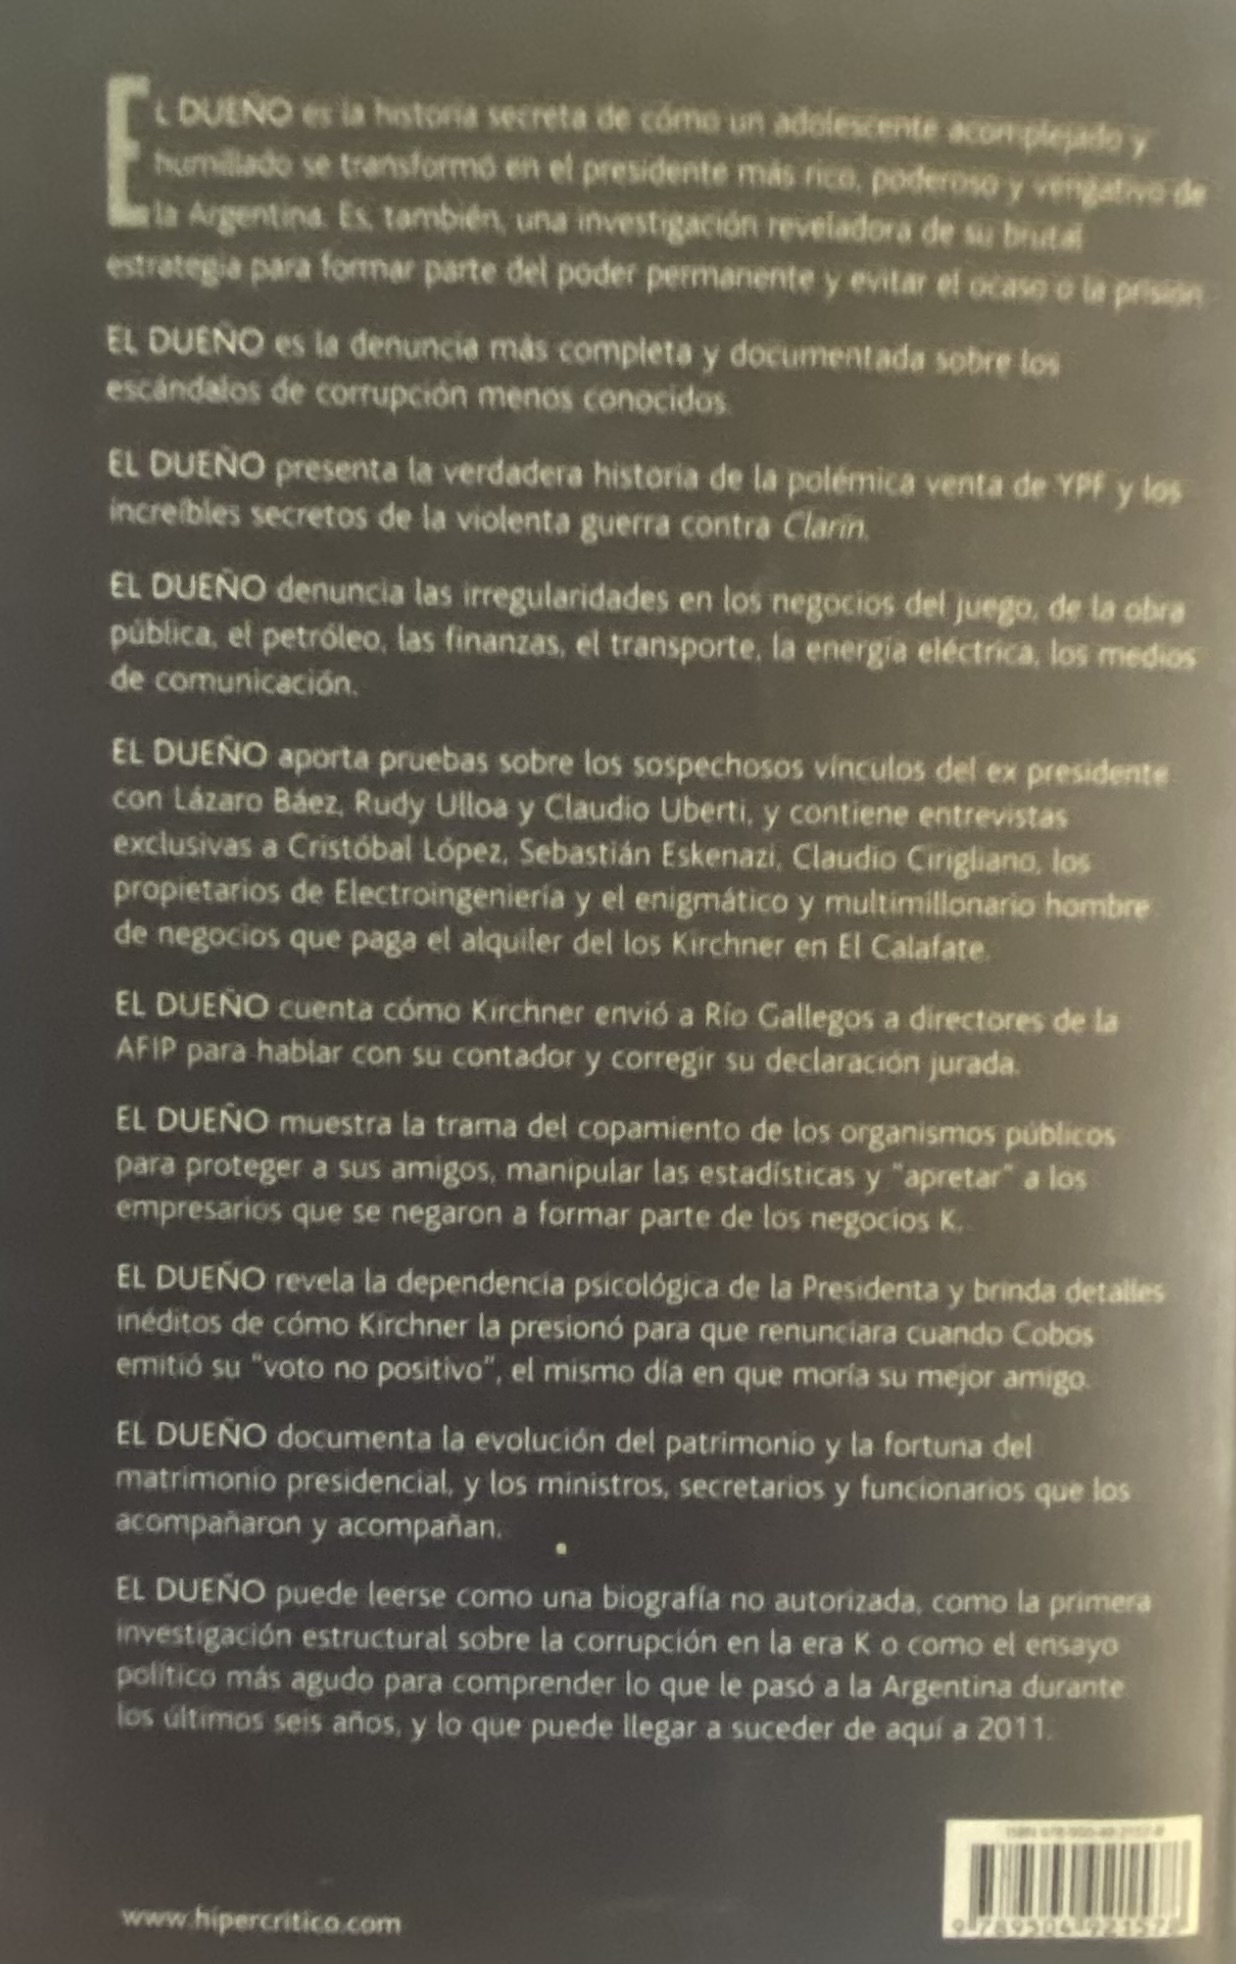 EL DUEÑO es la historia secreta de cómo un adolescente acomplejado y
humillado se transformó en el presidente más rico, poderoso y vengativo de
la Argentina. Es, también, una investigación reveladora de su brutal
estrategia para formar parte del poder permanente y evitar el ocaso o la prisión.
EL DUEÑO es la denuncia más completa y documentada sobre los
escándalos de corrupción menos conocidos.
EL DUEÑO presenta la verdadera historia de la polémica venta de YPF y los
increíbles secretos de la violenta guerra contra Clarín.
EL DUEÑO denuncia las irregularidades en los negocios del juego, de la obra
pública, el petróleo, las finanzas, el transporte, la energía eléctrica, los medios
de comunicación.
EL DUEÑO aporta pruebas sobre los sospechosos vínculos del ex presidente
con Lázaro Báez, Rudy Ulloa y Claudio Uberti, y contiene entrevistas
exclusivas a Cristóbal López, Sebastián Eskenazi, Claudio Cirigliano, los
propietarios de Electroingeniería y el enigmático y multimillonario hombre
de negocios que paga el alquiler del los Kirchner en El Calafate.
EL DUEÑO cuenta cómo Kirchner envió a Río Gallegos a directores de la
AFIP para hablar con su contador y corregir su declaración jurada.
EL DUEÑO muestra la trama del copamiento de los organismos públicos
para proteger a sus amigos, manipular las estadísticas y "apretar" a los
empresarios que se negaron a formar parte de los negocios K.
EL DUEÑO revela la dependencia psicológica de la Presidenta y brinda detalles
inéditos de cómo Kirchner la presionó para que renunciara cuando Cobos
emitió su "voto no positivo", el mismo día en que moría su mejor amigo.
EL DUEÑO documenta la evolución del patrimonio y la fortuna del
matrimonio presidencial, y los ministros, secretarios y funcionarios que los
acompañaron y acompañan.
EL DUEÑO puede leerse como una biografía no autorizada, como la primera
investigación estructural sobre la corrupción en la era K o como el ensayo
político más agudo para comprender lo que le pasó a la Argentina durante
los últimos seis años, y lo que puede llegar a suceder de aquí a 2011.
ISBN
www.hipercritico.com